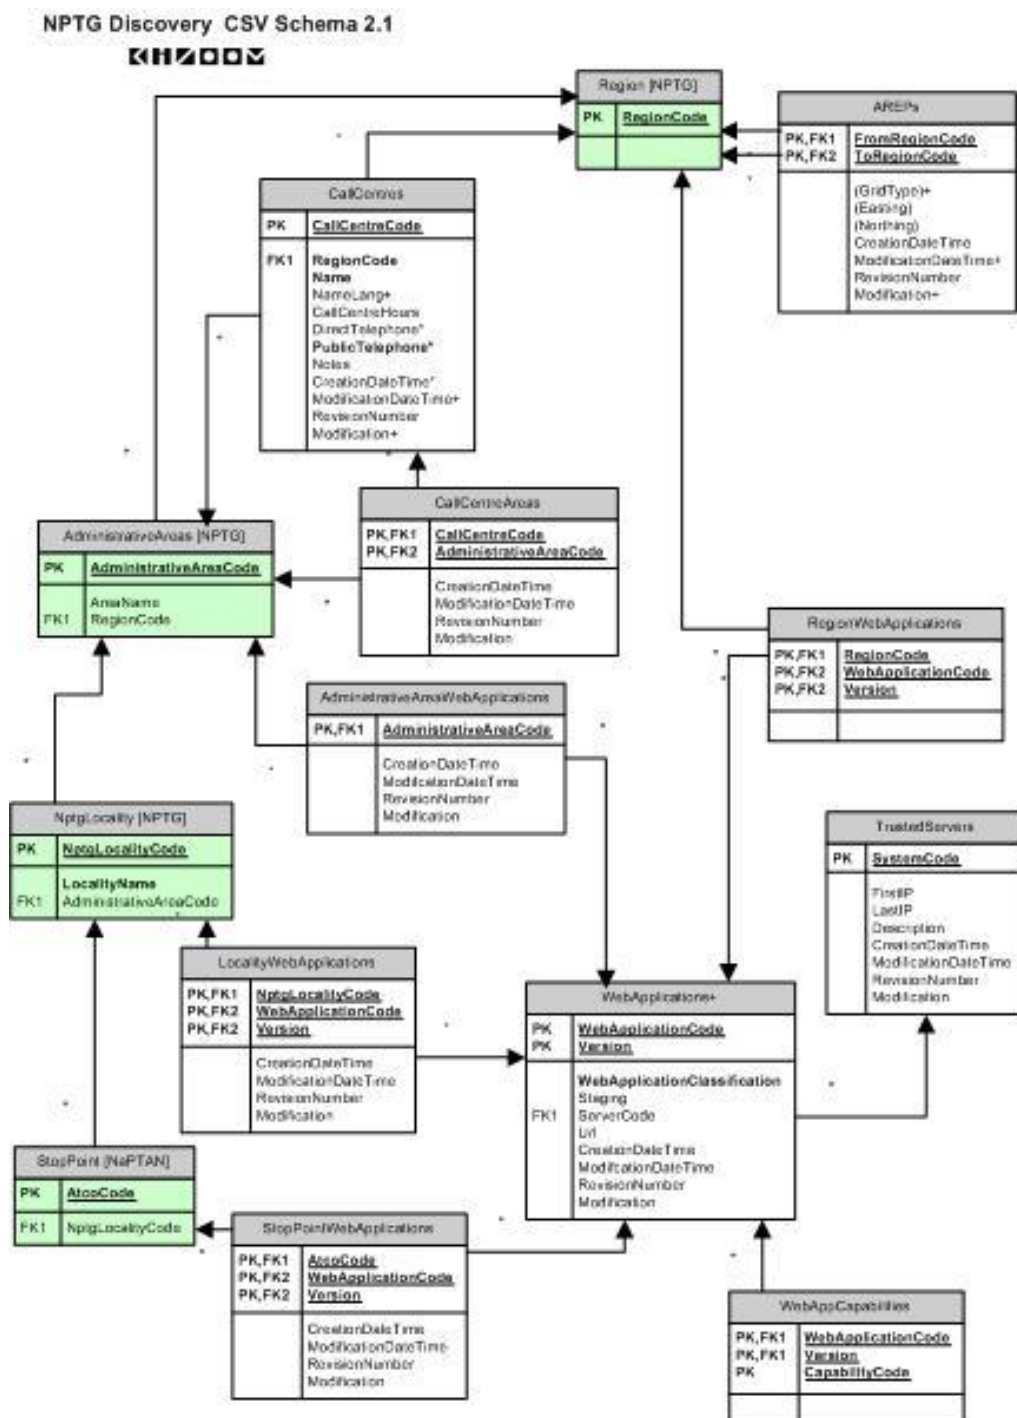 NPTG Discovery CSV Schema 2.1
KIZOOM
Region [NPTG]
PK RegionCode
AREPs
PK,FK1 FromRegionCode
PK,FK2 ToRegionCode
(GridType)+
(Easting)
(Northing)
CreationDateTime
ModificationDateTime+
RevisionNumber
Modification+
CallCentres
PK CallCentreCode
FK1 RegionCode
Name
NameLang+
CallCentreHours
DirectTelephone*
PublicTelephone*
Notes
CreationDateTime*
ModificationDateTime+
RevisionNumber
Modification+
CallCentreAreas
PK,FK1 CallCentreCode
PK,FK2 AdministrativeAreaCode
CreationDateTime
ModificationDateTime
RevisionNumber
Modification
AdministrativeAreas [NPTG]
PK AdministrativeAreaCode
AreaName
FK1 RegionCode
RegionWebApplications
PK,FK1 RegionCode
PK,FK2 WebApplicationCode
PK,FK2 Version
AdministrativeAreaWebApplications
PK,FK1 AdministrativeAreaCode
CreationDateTime
ModifcationDateTime
RevisionNumber
Modification
NptgLocality [NPTG]
PK NptgLocalityCode
LocalityName
FK1 AdministrativeAreaCode
TrustedServers
PK SystemCode
FirstIP
LastIP
Description
CreationDateTime
ModificationDateTime
RevisionNumber
Modification
LocalityWebApplications
PK,FK1 NptgLocalityCode
PK,FK2 WebApplicationCode
PK,FK2 Version
CreationDateTime
ModificationDateTime
RevisionNumber
Modification
WebApplications+
PK WebApplicationCode
PK Version
WebApplicationClassification
Staging
FK1 ServerCode
Url
CreationDateTime
ModifcationDateTime
RevisionNumber
Modification
StopPoint [NaPTAN]
PK AtcoCode
FK1 NptgLocalityCode
StopPointWebApplications
PK,FK1 AtcoCode
PK,FK2 WebApplicationCode
PK,FK2 Version
CreationDateTime
ModificationDateTime
RevisionNumber
Modification
WebAppCapabilities
PK,FK1 WebApplicationCode
PK,FK1 Version
PK CapabilityCode